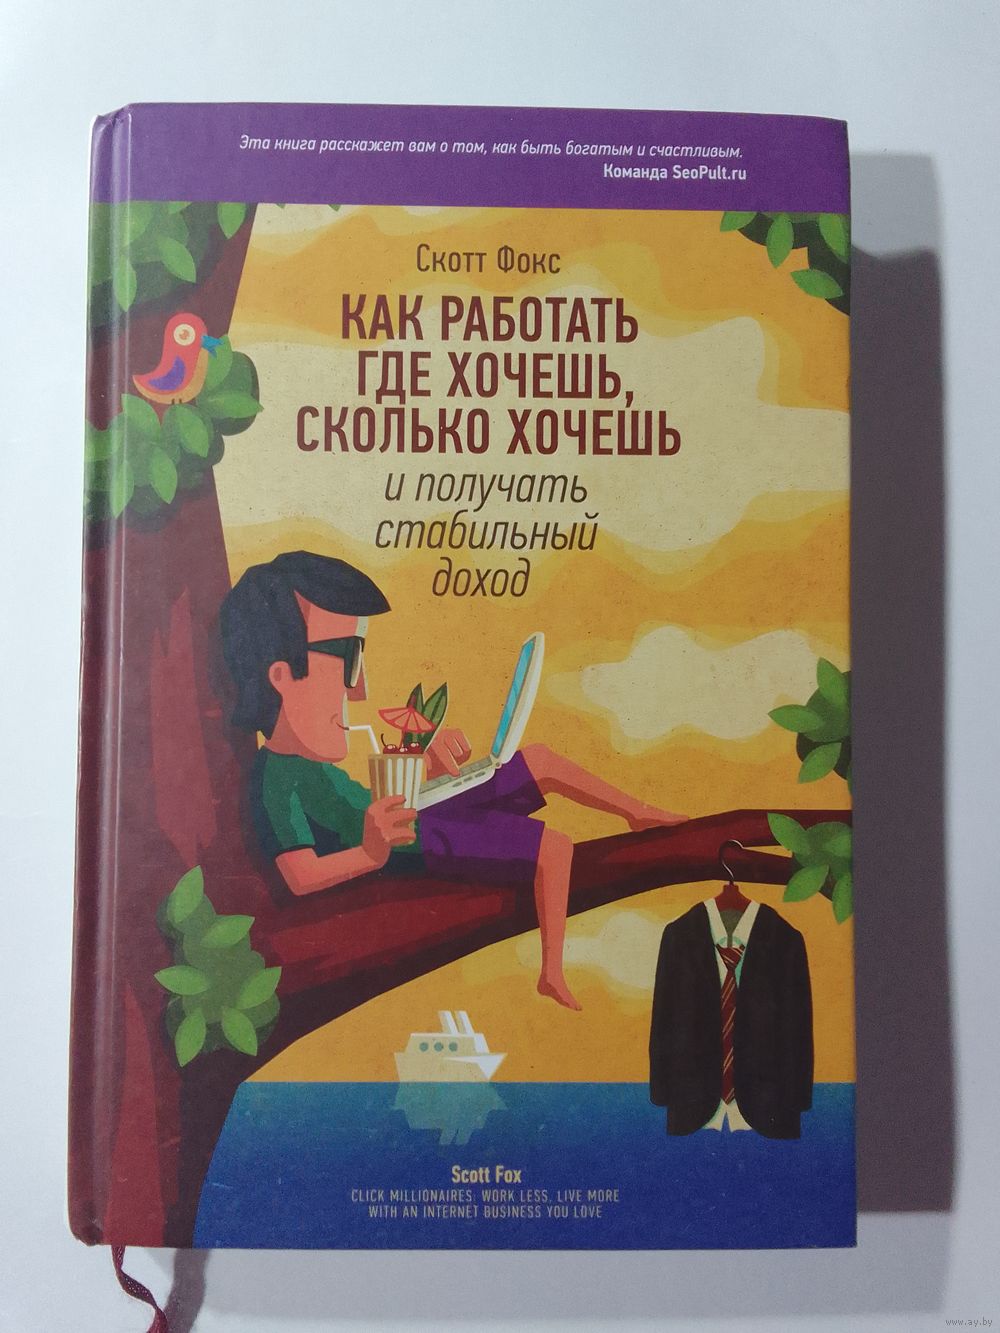 Эта книга расскажет вам о том, как быть богатым и счастливым.
Команда SeoPult.ru
Скотт Фокс
КАК РАБОТАТЬ
ГДЕ ХОЧЕШЬ,
СКОЛЬКО ХОЧЕШЬ
и получать
стабильный
доход
Scott Fox
CLICK MILLIONAIRES: WORK LESS, LIVE MORE
WITH AN INTERNET BUSINESS YOU LOVE
www.ay.by